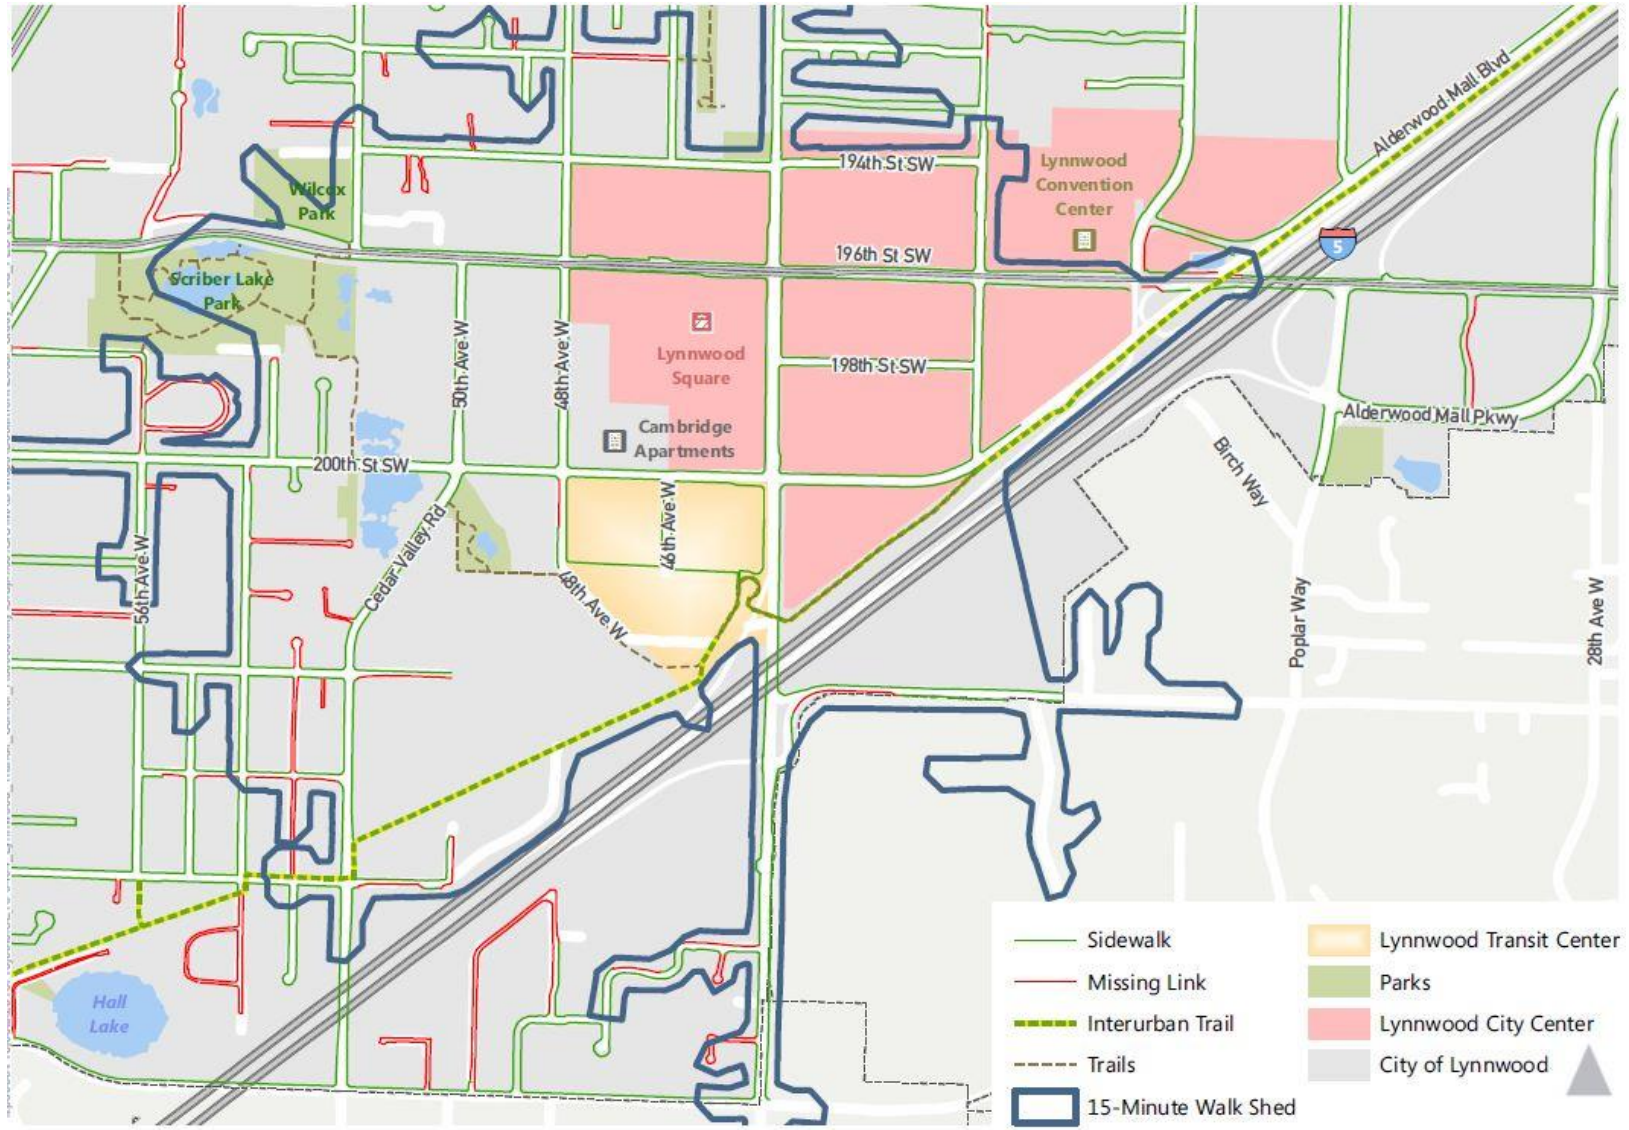 Alderwood Mall Blvd
194th St SW
Lynnwood
Convention
Center
Wilcox
Park
5
196th St SW
Scriber Lake
Park
50th Ave W
48th Ave W
Lynnwood
Square
198th St SW
Alderwood Mall Pkwy
Cambridge
Apartments
200th St SW
Birch Way
46th Ave W
Cedar Valley Rd
56th Ave W
48th Ave W
Poplar Way
28th Ave W
Hall
Lake
Sidewalk
Missing Link
Interurban Trail
Trails
15-Minute Walk Shed
Lynnwood Transit Center
Parks
Lynnwood City Center
City of Lynnwood